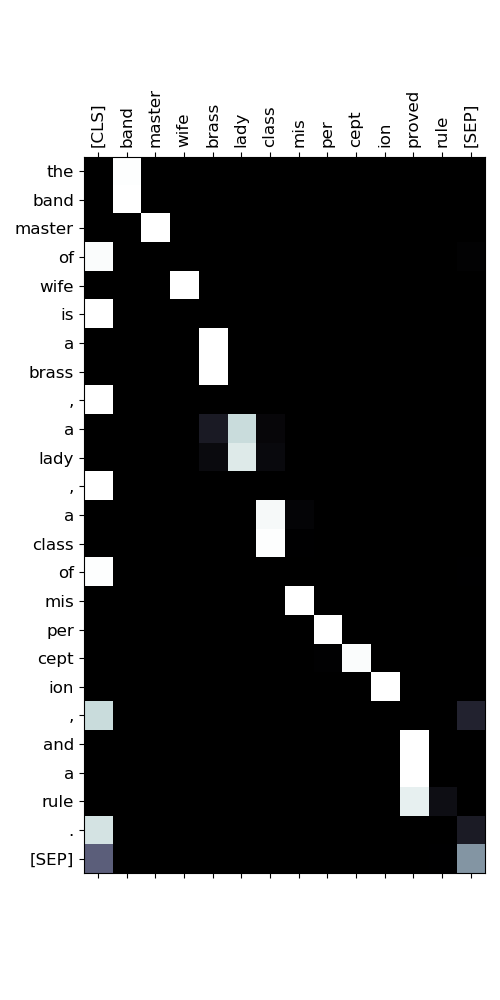 [CLS] band master wife brass lady class mis per cept ion proved rule [SEP]
the
band
master
of
wife
is
a
brass
,
a
lady
,
a
class
of
mis
per
cept
ion
,
and
a
rule
.
[SEP]